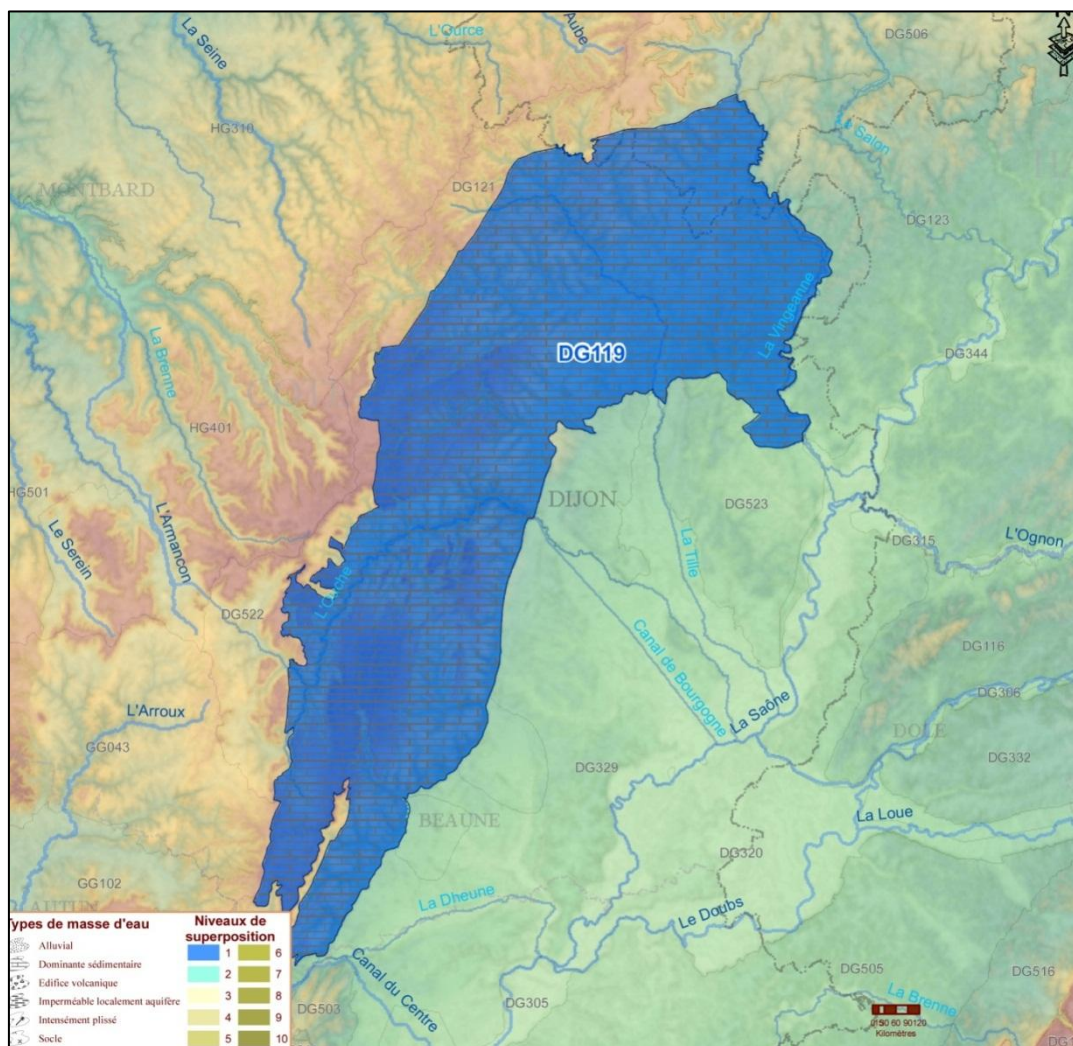 La Seine
L'Ource
Aube
DG506
Le Salon
HG310
MONTBARD
DG121
DG123
La Vingeanne
La Brenne
DG119
DG344
HG401
HG501
DIJON
DG523
L'Armançon
Le Serein
L'Ouche
La Tille
DG315
L'Ognon
DG522
DG116
Canal de Bourgogne
La Saône
L'Arroux
DOLE
GG043
DG329
DG332
BEAUNE
La Loue
DG320
GG102
La Dheune
Le Doubs
Types de masse d'eau
Alluvial
Dominante sédimentaire
Edifice volcanique
Imperméable localement aquifère
Intensément plissé
Socle
Niveaux de
superposition
1 6
2 7
3 8
4 9
5 10
Canal du Centre
DG503
DG305
DG505
DG516
La Brenne
Kilomètres